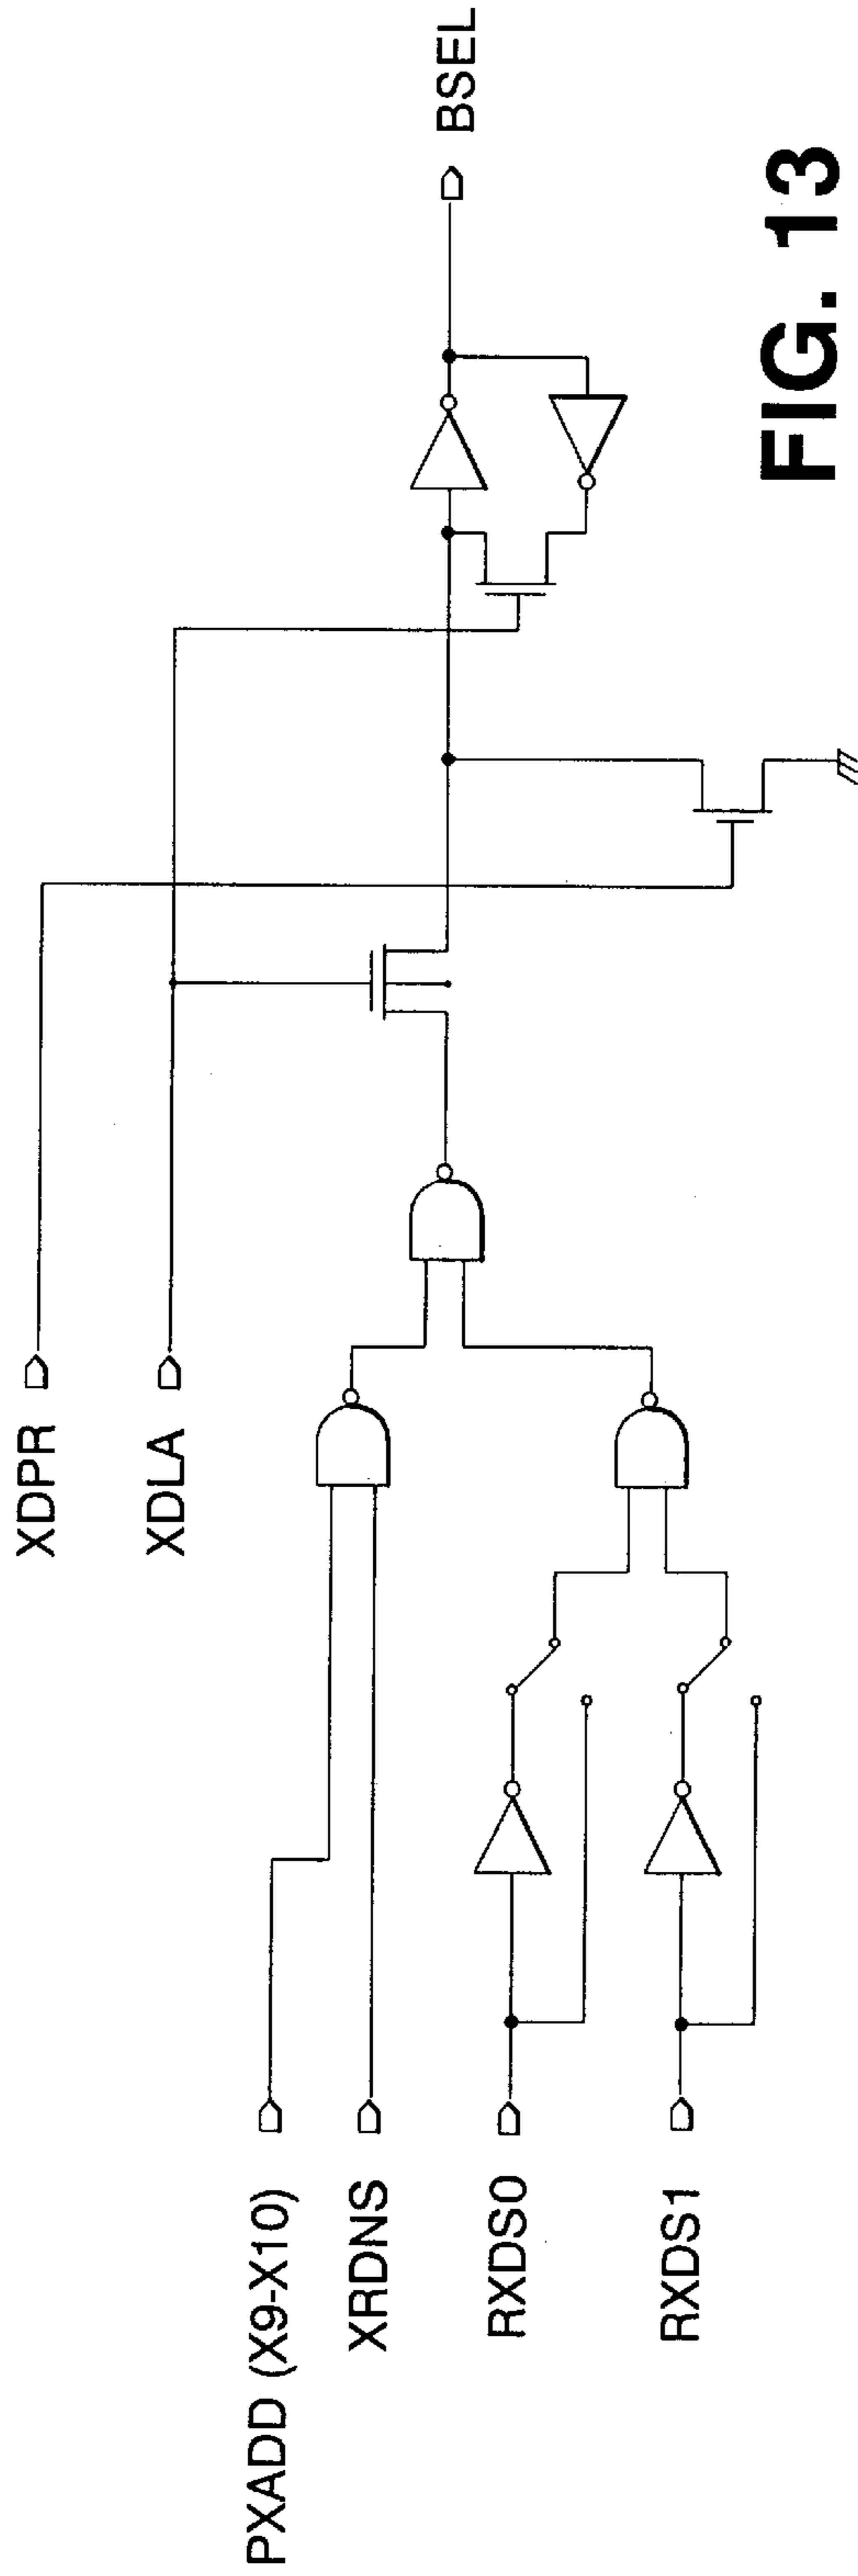 XDPR
XDLA
PXADD (X9-X10)
XRDNS
RXDS0
RXDS1
BSEL
FIG. 13